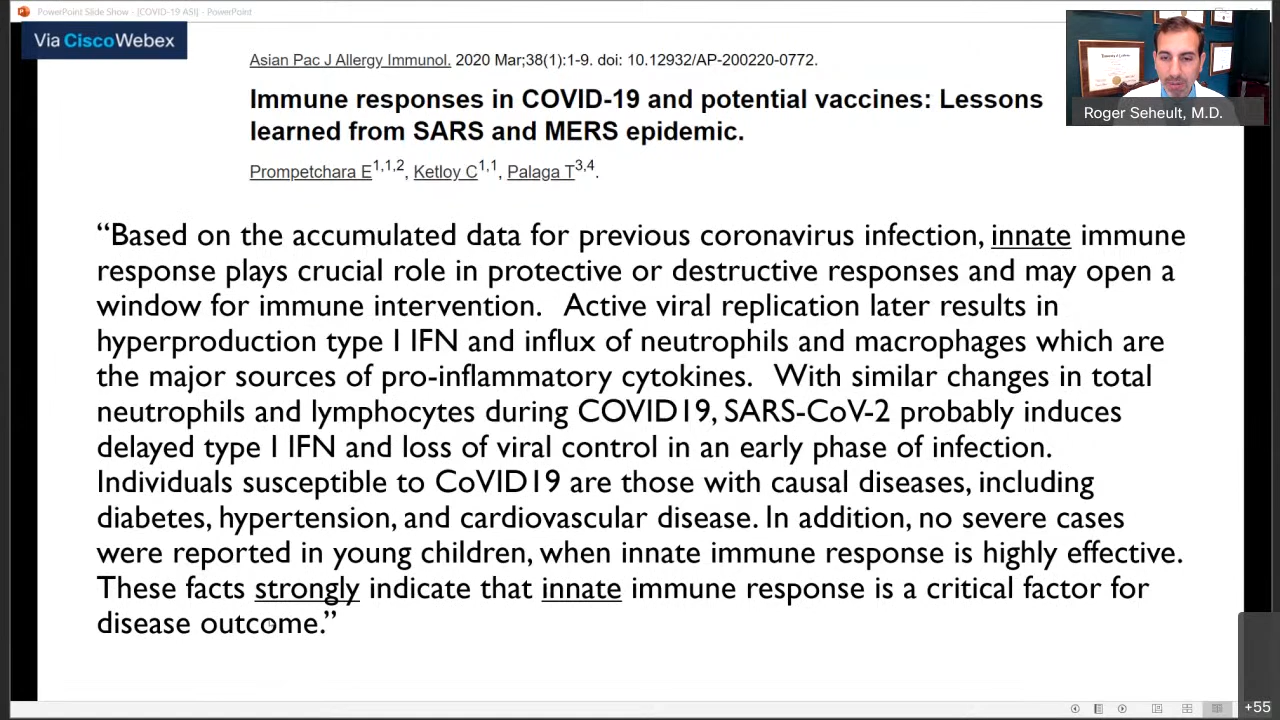 PowerPoint Slide Show - [COVID-19 ASI] - PowerPoint
Via CiscoWebex
Roger Seheult, M.D.
Asian Pac J Allergy Immunol. 2020 Mar;38(1):1-9. doi: 10.12932/AP-200220-0772.
Immune responses in COVID-19 and potential vaccines: Lessons
learned from SARS and MERS epidemic.
Prompetchara E1,1,2, Ketloy C1,1, Palaga T3,4.
“Based on the accumulated data for previous coronavirus infection, innate immune
response plays crucial role in protective or destructive responses and may open a
window for immune intervention. Active viral replication later results in
hyperproduction type I IFN and influx of neutrophils and macrophages which are
the major sources of pro-inflammatory cytokines. With similar changes in total
neutrophils and lymphocytes during COVID19, SARS-CoV-2 probably induces
delayed type I IFN and loss of viral control in an early phase of infection.
Individuals susceptible to CoVID19 are those with causal diseases, including
diabetes, hypertension, and cardiovascular disease. In addition, no severe cases
were reported in young children, when innate immune response is highly effective.
These facts strongly indicate that innate immune response is a critical factor for
disease outcome.”
+55